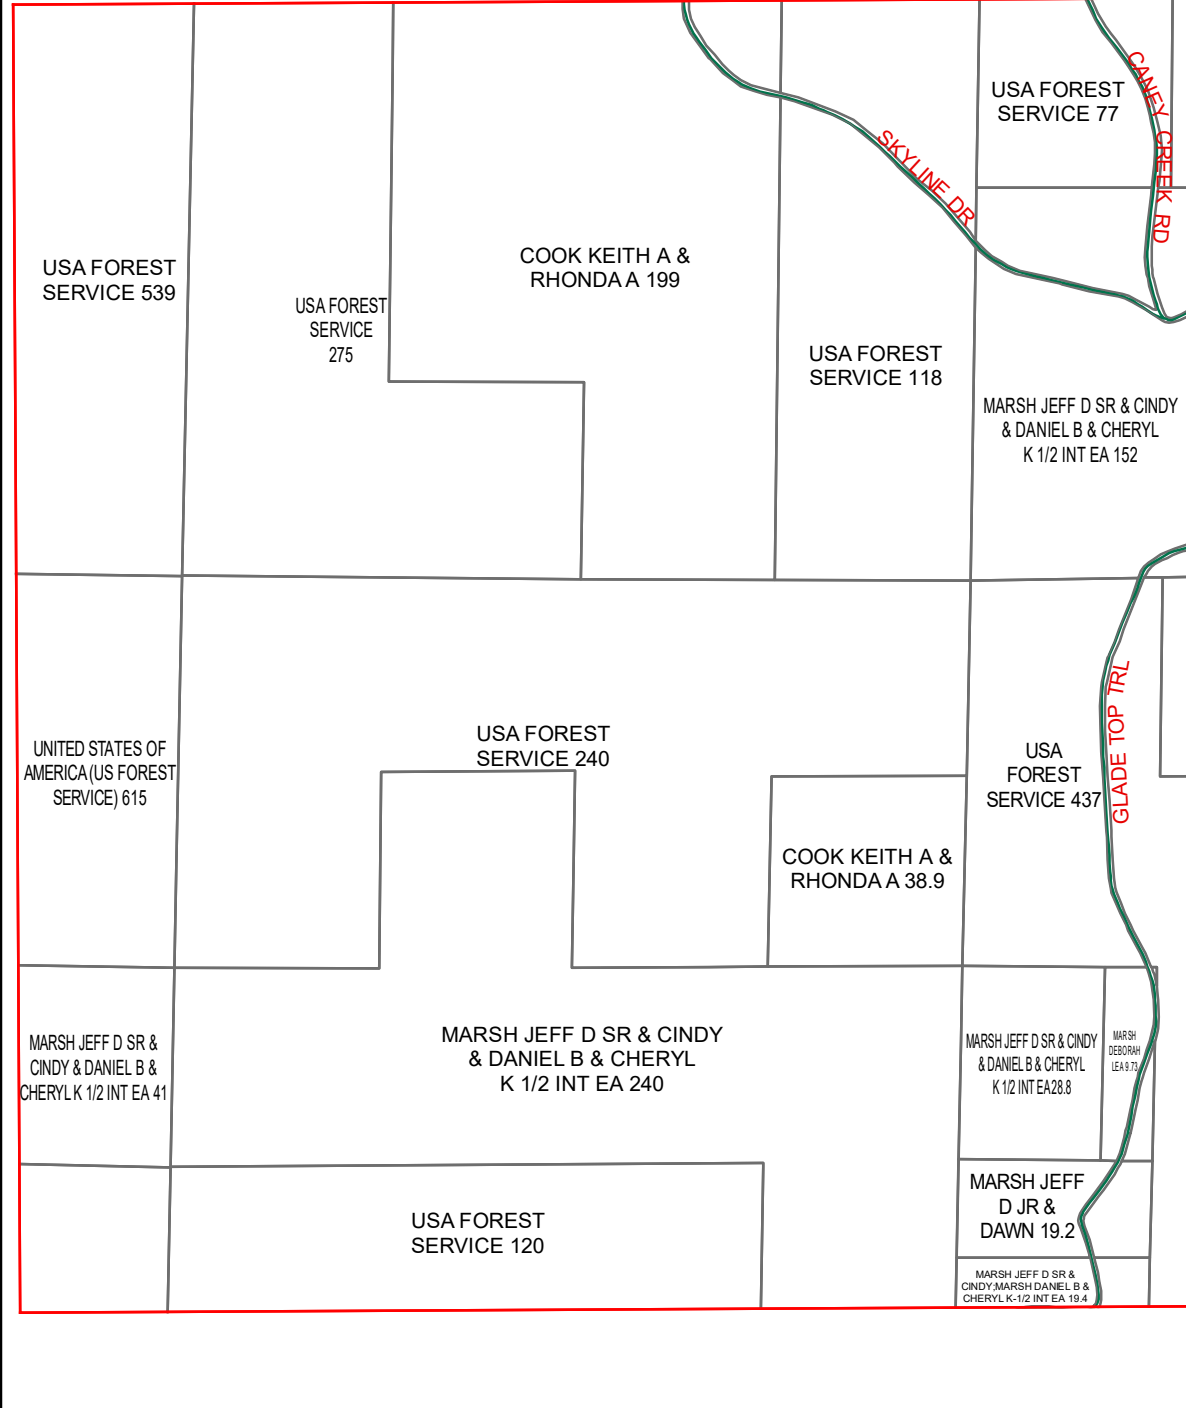 USA FOREST
SERVICE 77
CANEY CREEK RD
SKYLINE DR
USA FOREST
SERVICE 539
COOK KEITH A &
RHONDA A 199
USA FOREST
SERVICE
275
USA FOREST
SERVICE 118
MARSH JEFF D SR & CINDY
& DANIEL B & CHERYL
K 1/2 INT EA 152
GLADE TOP TRL
USA FOREST
SERVICE 240
UNITED STATES OF
AMERICA (US FOREST
SERVICE) 615
USA
FOREST
SERVICE 437
COOK KEITH A &
RHONDA A 38.9
MARSH JEFF D SR &
CINDY & DANIEL B &
CHERYL K 1/2 INT EA 41
MARSH JEFF D SR & CINDY
& DANIEL B & CHERYL
K 1/2 INT EA 240
MARSH JEFF D SR & CINDY
& DANIEL B & CHERYL
K 1/2 INT EA 28.8
MARSH
DEBORAH
LEA 9.73
MARSH JEFF
D JR &
DAWN 19.2
USA FOREST
SERVICE 120
MARSH JEFF D SR &
CINDY;MARSH DANIEL B &
CHERYL K-1/2 INT EA 19.4